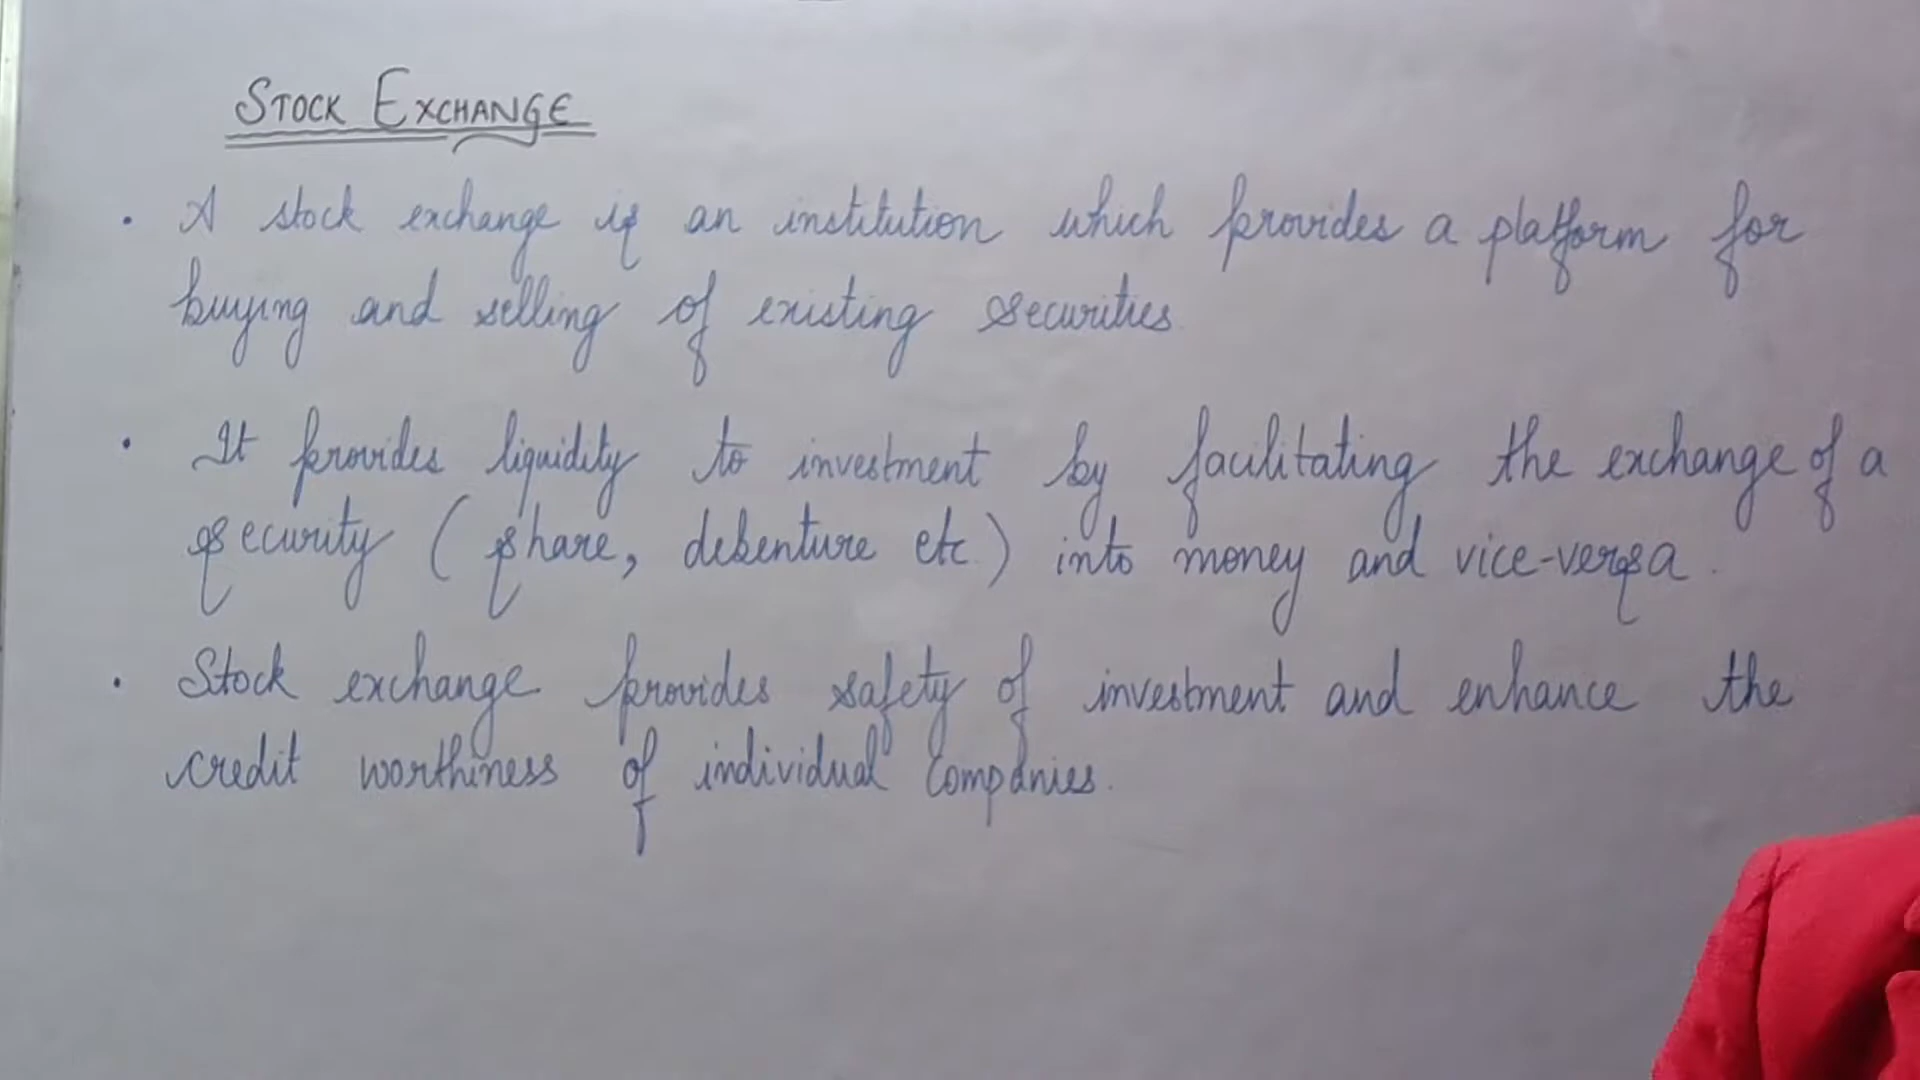 STOCK EXCHANGE
• A stock exchange is an institution which provides a platform for
buying and selling of existing securities.
• It provides liquidity to investment by facilitating the exchange of a
security (share, debenture etc.) into money and vice-versa.
• Stock exchange provides safety of investment and enhance the
credit worthiness of individual companies.